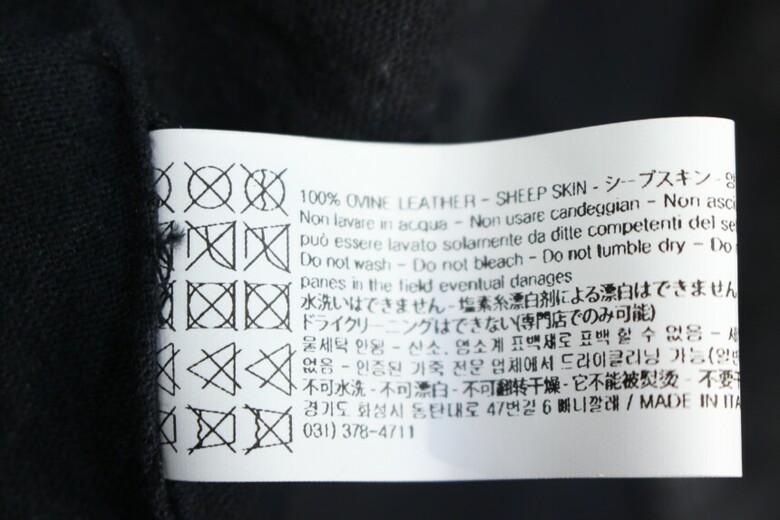 100% OVINE LEATHER - SHEEP SKIN - シープスキン - 양
Non lavare in acqua - Non usare candeggian - Non asci
può essere lavato solamente da ditte competenti del se
Do not wash - Do not bleach - Do not tumble dry - Do
panes in the field eventual danages
水洗いはできません - 塩素系漂白剤による漂白はできません
ドライクリーニングはできない(専門店でのみ可能)
물세탁 안됨 - 산소, 염소계 표백새로 표백 할 수 없음 - 세
없음 - 인증된 가죽 전문 업체에서 드라이클리닝 가능(일반
不可水洗 - 不可漂白 - 不可翻转干燥 - 它不能被熨烫 - 不要干
경기도 화성시 동탄대로 47번길 6 빠니깔레 / MADE IN ITA
031) 378-4711